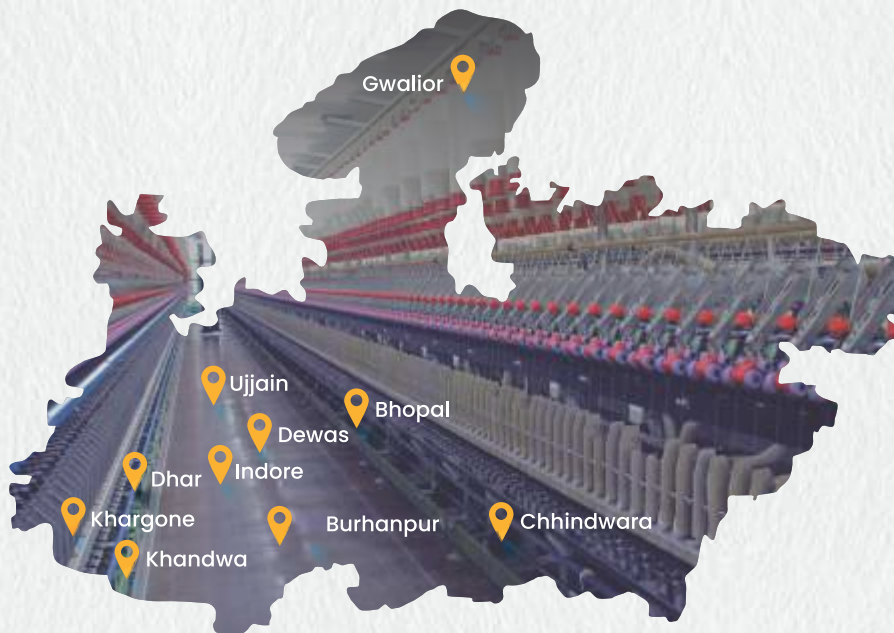 Gwalior
Ujjain
Bhopal
Dewas
Indore
Dhar
Khargone
Burhanpur
Chhindwara
Khandwa